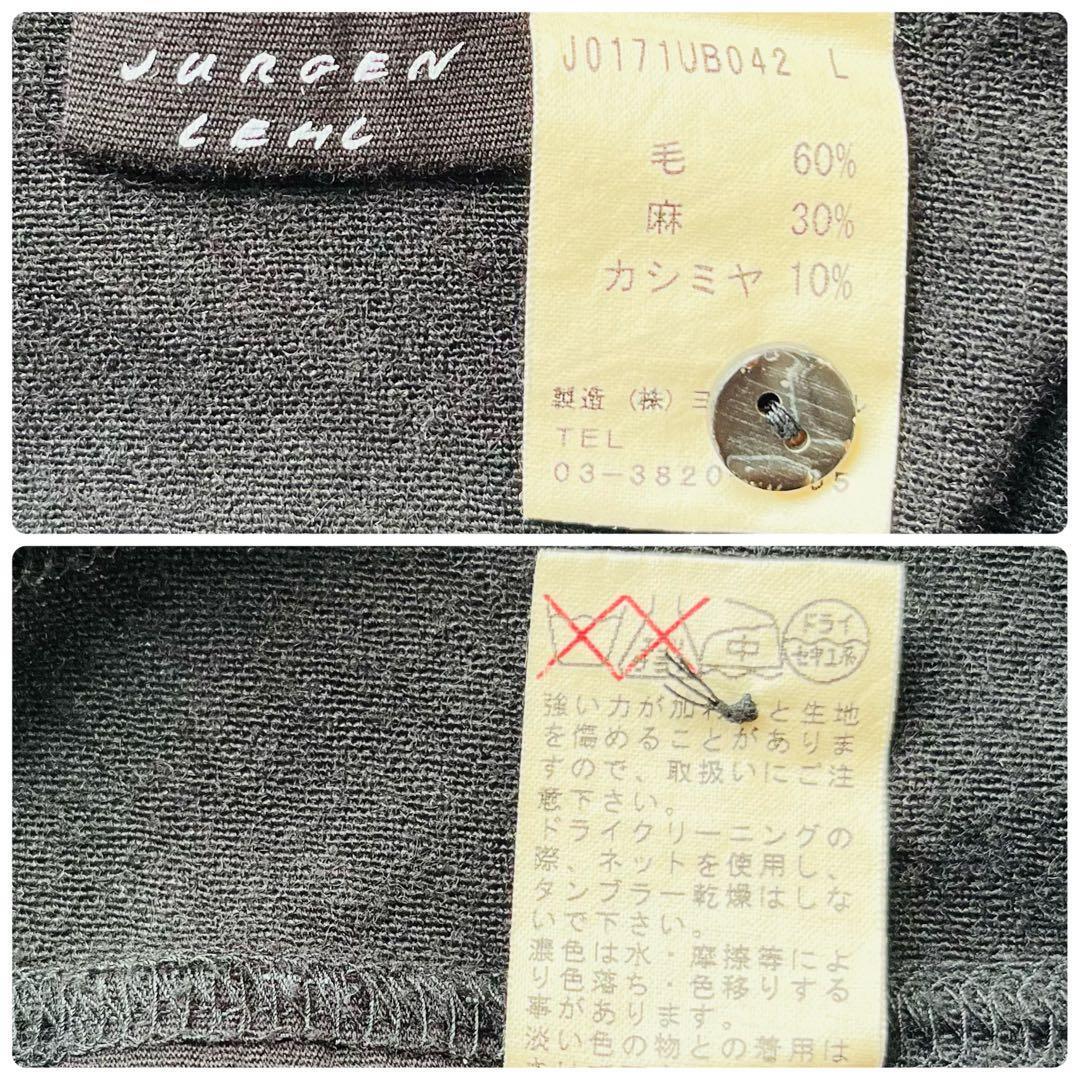 JURGEN
LEHL
J0171UB042 L
毛 60%
麻 30%
カシミヤ 10%
製造 (株) ヨ
TEL
03-3820 5
中
ドライ
セキユ系
強い力が加 と生地
を傷めることがありま
すので、取扱いにご注
意下さい。
ドライクリーニングの
際、ネットを使用し、
タンブラー乾燥はしな
いで下さい。
濃色は水・摩擦等によ
り色落ち・色移りする
事があります。
淡い色の物との着用は